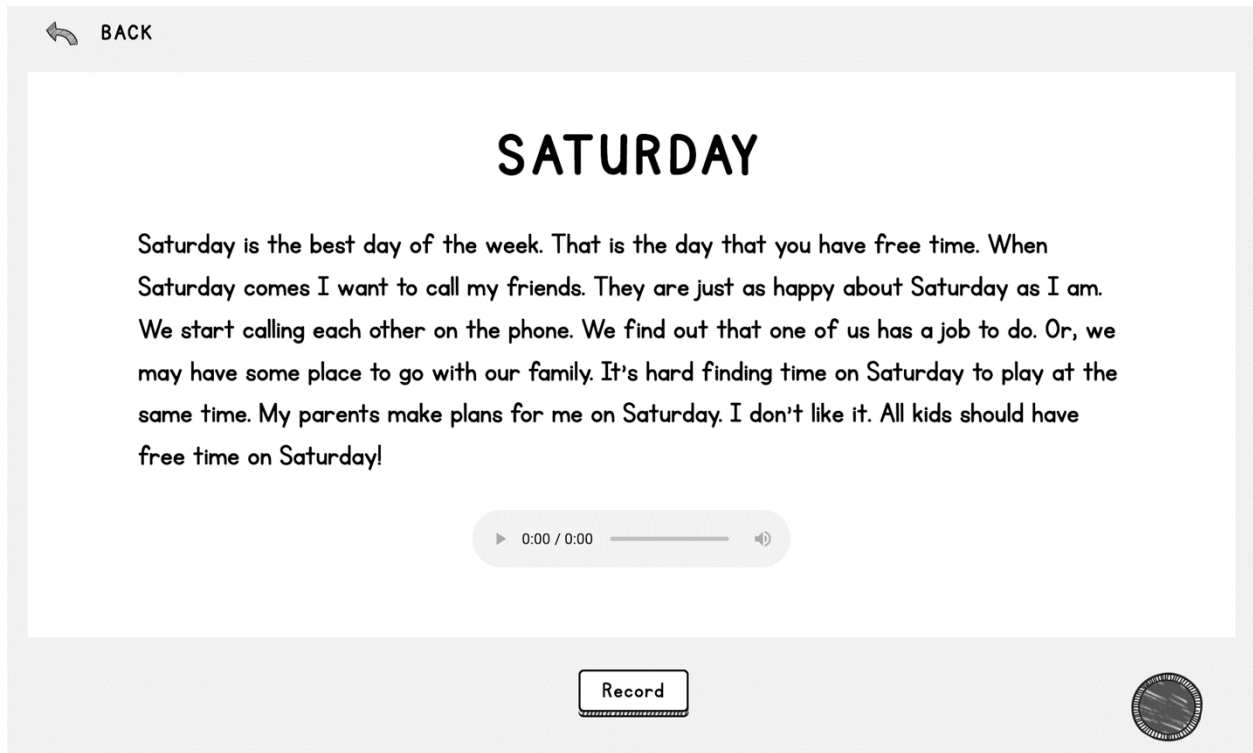 BACK
SATURDAY
Saturday is the best day of the week. That is the day that you have free time. When
Saturday comes I want to call my friends. They are just as happy about Saturday as I am.
We start calling each other on the phone. We find out that one of us has a job to do. Or, we
may have some place to go with our family. It's hard finding time on Saturday to play at the
same time. My parents make plans for me on Saturday. I don't like it. All kids should have
free time on Saturday!
0:00 / 0:00
Record